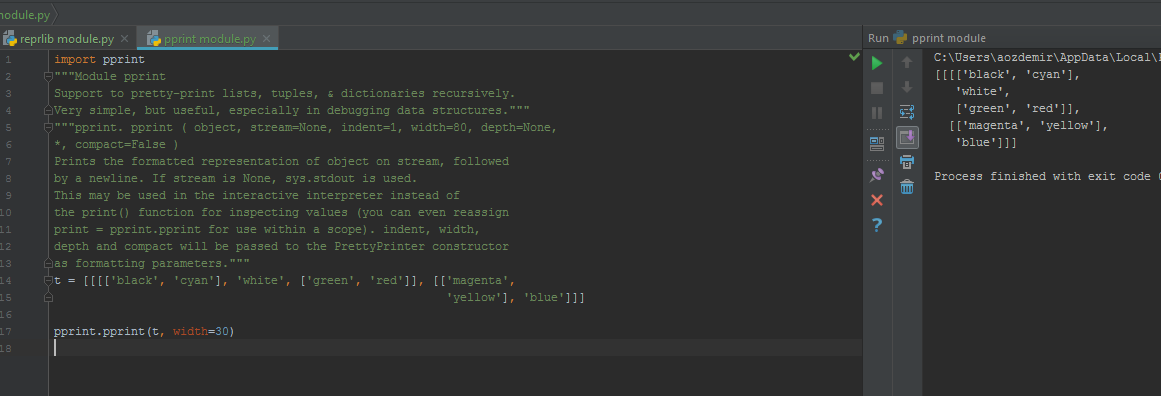 module.py
reprlib module.py × pprint module.py ×
Run pprint module
1 import pprint
2 """Module pprint
3 Support to pretty-print lists, tuples, & dictionaries recursively.
4 Very simple, but useful, especially in debugging data structures."""
5 """pprint. pprint ( object, stream=None, indent=1, width=80, depth=None,
6 *, compact=False )
7 Prints the formatted representation of object on stream, followed
8 by a newline. If stream is None, sys.stdout is used.
9 This may be used in the interactive interpreter instead of
10 the print() function for inspecting values (you can even reassign
11 print = pprint.pprint for use within a scope). indent, width,
12 depth and compact will be passed to the PrettyPrinter constructor
13 as formatting parameters."""
14 t = [[[['black', 'cyan'], 'white', ['green', 'red']], [['magenta',
15 'yellow'], 'blue']]]
16
17 pprint.pprint(t, width=30)
18
C:\Users\aozdemir\AppData\Local\
[[[['black', 'cyan'],
'white',
['green', 'red']],
[['magenta', 'yellow'],
'blue']]]
Process finished with exit code